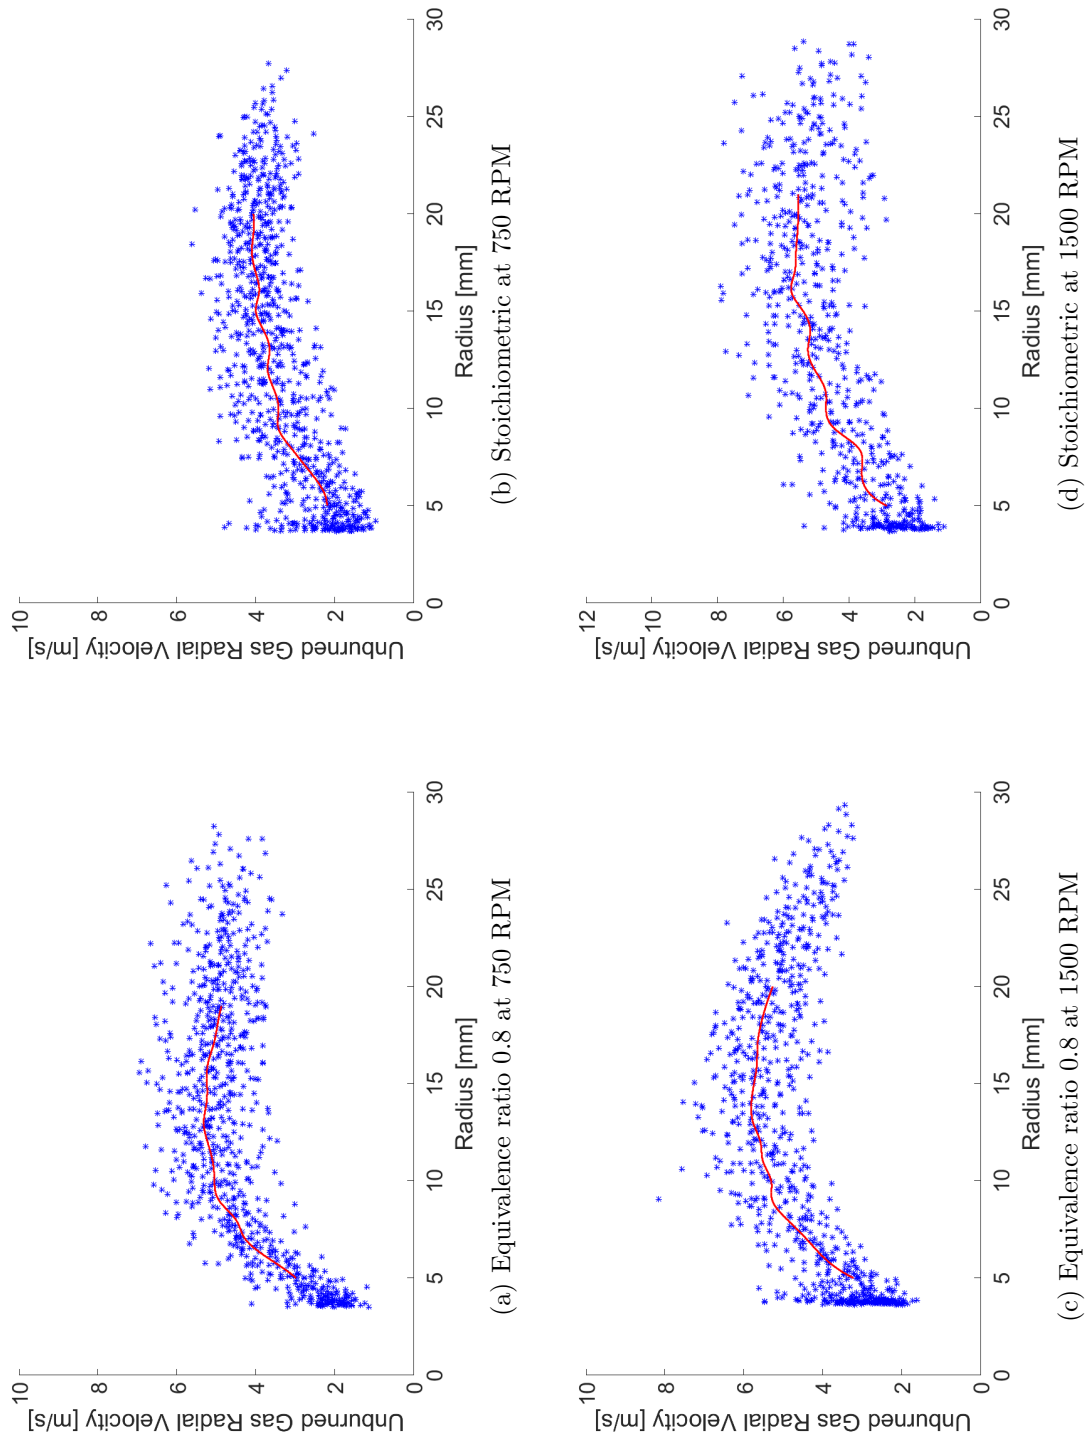 10
8
6
4
2
0
Unburned Gas Radial Velocity [m/s]
0 5 10 15 20 25 30
Radius [mm]
(a) Equivalence ratio 0.8 at 750 RPM
10
8
6
4
2
0
Unburned Gas Radial Velocity [m/s]
0 5 10 15 20 25 30
Radius [mm]
(b) Stoichiometric at 750 RPM
10
8
6
4
2
0
Unburned Gas Radial Velocity [m/s]
0 5 10 15 20 25 30
Radius [mm]
(c) Equivalence ratio 0.8 at 1500 RPM
12
10
8
6
4
2
0
Unburned Gas Radial Velocity [m/s]
0 5 10 15 20 25 30
Radius [mm]
(d) Stoichiometric at 1500 RPM